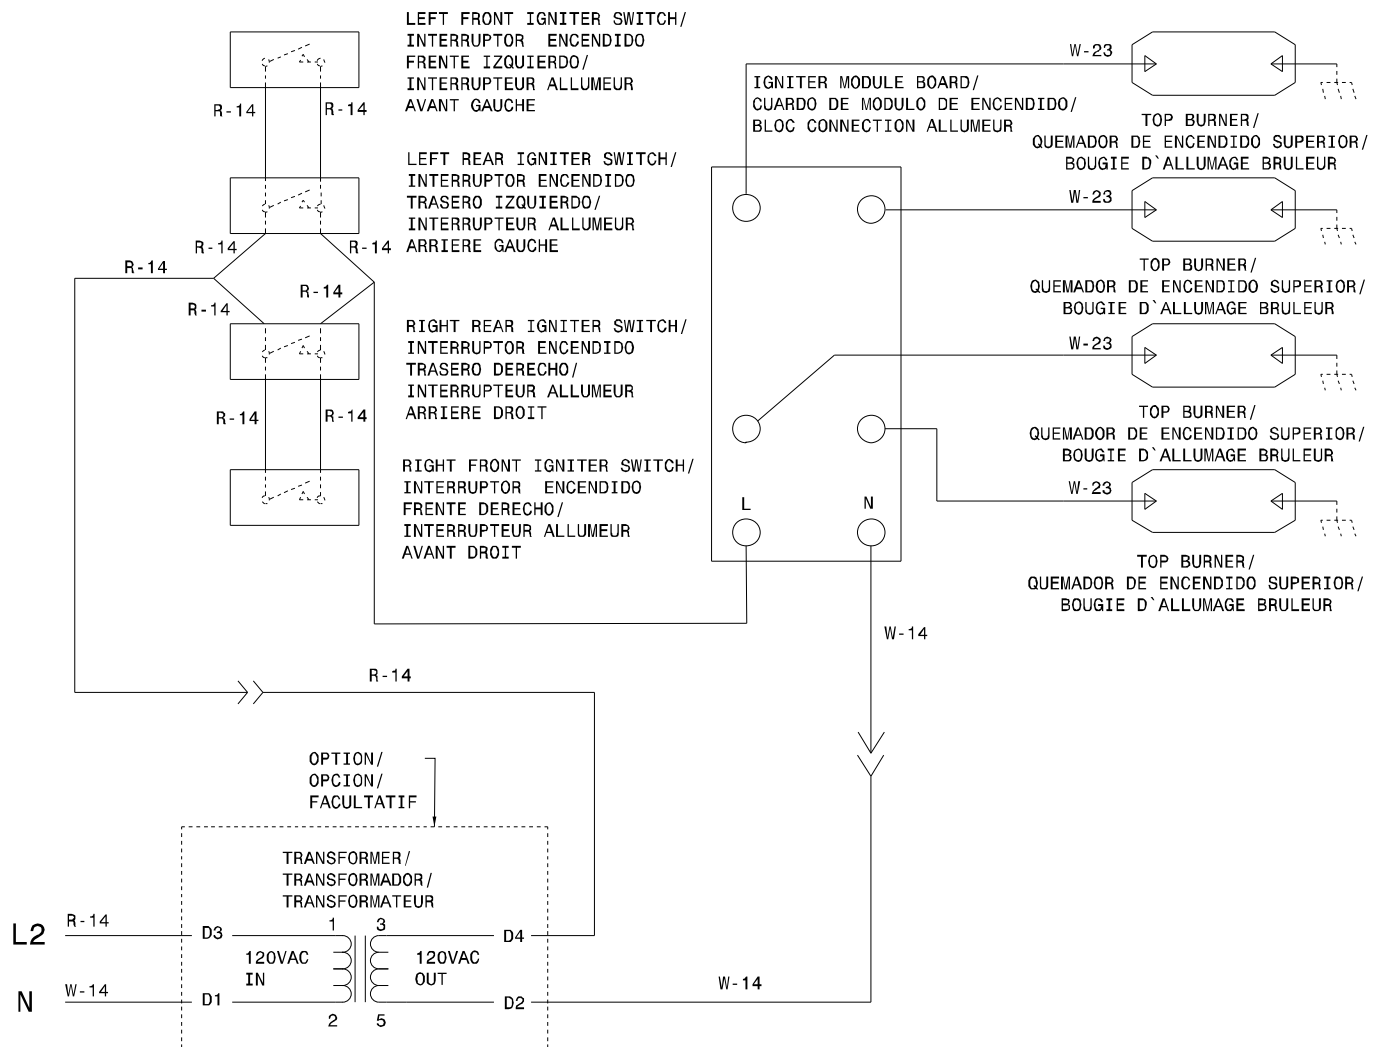 LEFT FRONT IGNITER SWITCH/
INTERRUPTOR ENCENDIDO
FRENTE IZQUIERDO/
INTERRUPTEUR ALLUMEUR
AVANT GAUCHE
R-14
R-14
LEFT REAR IGNITER SWITCH/
INTERRUPTOR ENCENDIDO
TRASERO IZQUIERDO/
INTERRUPTEUR ALLUMEUR
ARRIERE GAUCHE
R-14
R-14
R-14
R-14
R-14
RIGHT REAR IGNITER SWITCH/
INTERRUPTOR ENCENDIDO
TRASERO DERECHO/
INTERRUPTEUR ALLUMEUR
ARRIERE DROIT
R-14
R-14
RIGHT FRONT IGNITER SWITCH/
INTERRUPTOR ENCENDIDO
FRENTE DERECHO/
INTERRUPTEUR ALLUMEUR
AVANT DROIT
IGNITER MODULE BOARD/
CUARDO DE MODULO DE ENCENDIDO/
BLOC CONNECTION ALLUMEUR
L
N
W-23
TOP BURNER/
QUEMADOR DE ENCENDIDO SUPERIOR/
BOUGIE D`ALLUMAGE BRULEUR
W-23
TOP BURNER/
QUEMADOR DE ENCENDIDO SUPERIOR/
BOUGIE D`ALLUMAGE BRULEUR
W-23
TOP BURNER/
QUEMADOR DE ENCENDIDO SUPERIOR/
BOUGIE D`ALLUMAGE BRULEUR
W-23
TOP BURNER/
QUEMADOR DE ENCENDIDO SUPERIOR/
BOUGIE D`ALLUMAGE BRULEUR
W-14
R-14
OPTION/
OPCION/
FACULTATIF
TRANSFORMER/
TRANSFORMADOR/
TRANSFORMATEUR
L2
R-14
D3
1
3
D4
120VAC
IN
120VAC
OUT
N
W-14
D1
2
5
D2
W-14